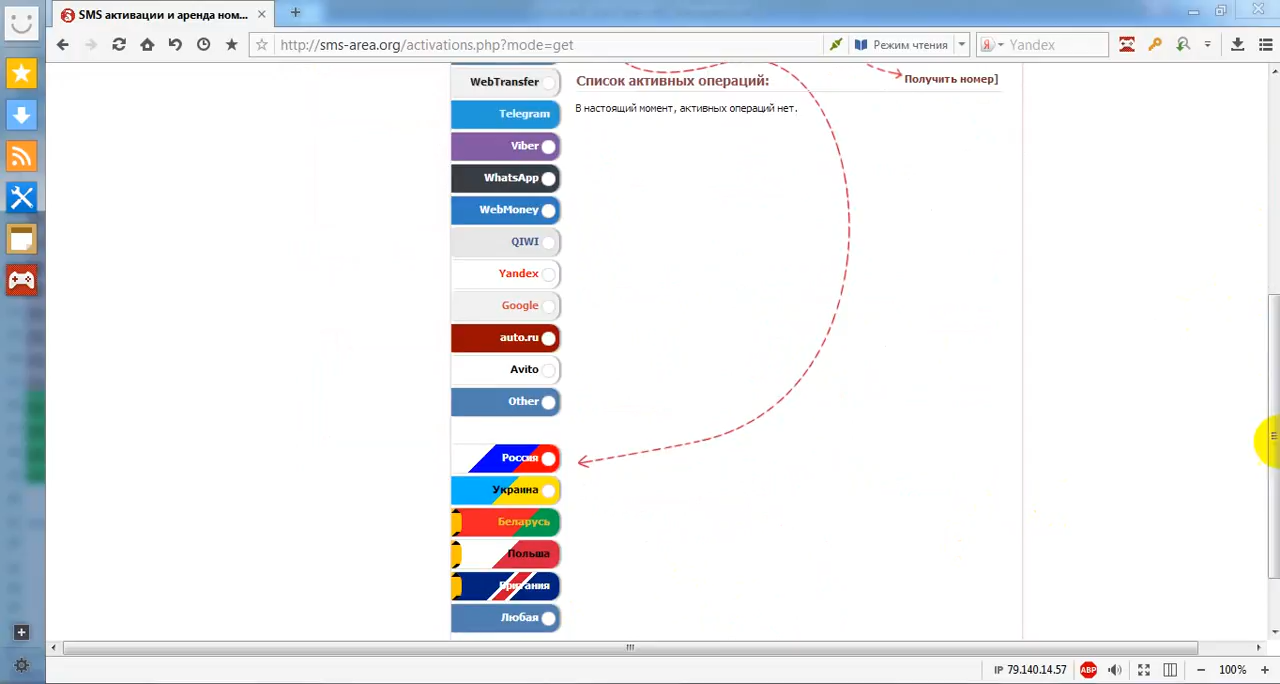 SMS активации и аренда ном...
http://sms-area.org/activations.php?mode=get
Режим чтения
Yandex
WebTransfer
Список активных операций:
Получить номер]
В настоящий момент, активных операций нет.
Telegram
Viber
WhatsApp
WebMoney
QIWI
Yandex
Google
auto.ru
Avito
Other
Россия
Украина
Беларусь
Польша
Британия
Любая
IP 79.140.14.57
ABP
100%